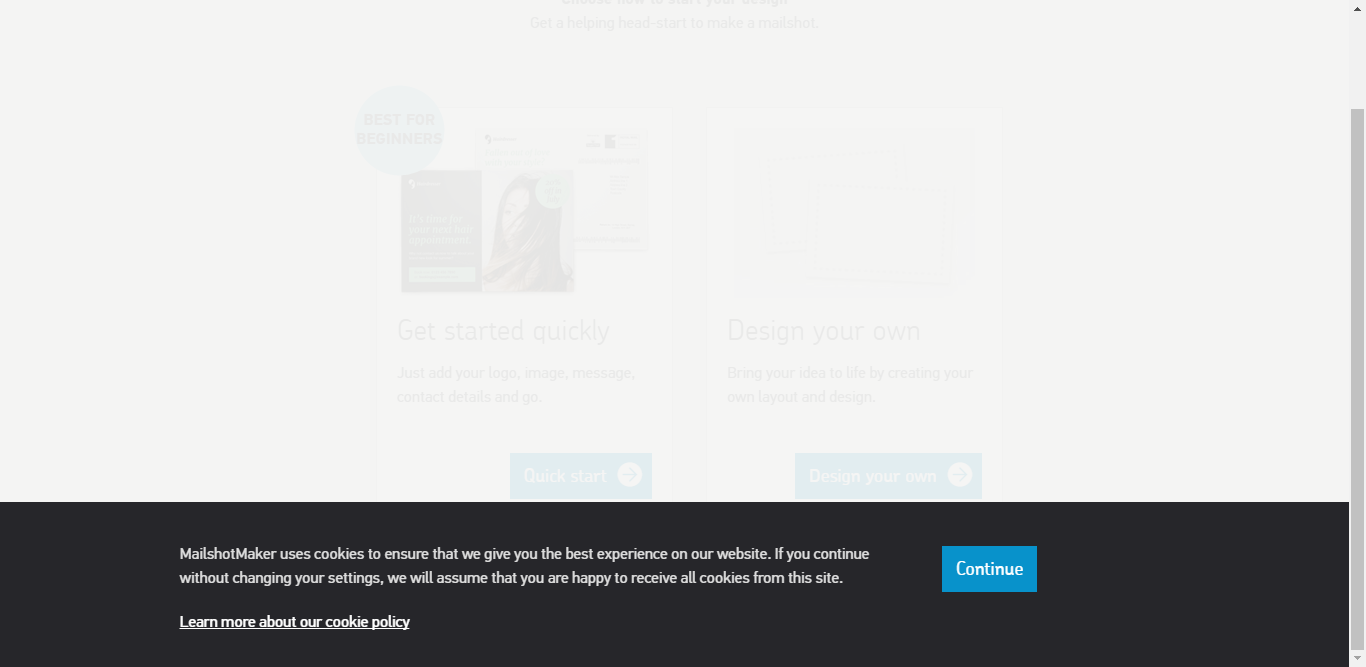 Choose how to start your design
Get a helping head-start to make a mailshot.
BEST FOR
BEGINNERS
It's time for
your next hair
appointment
Get started quickly
Just add your logo, image, message,
contact details and go.
Quick start
Design your own
Bring your idea to life by creating your
own layout and design.
Design your own
MailshotMaker uses cookies to ensure that we give you the best experience on our website. If you continue
without changing your settings, we will assume that you are happy to receive all cookies from this site.
Continue
Learn more about our cookie policy